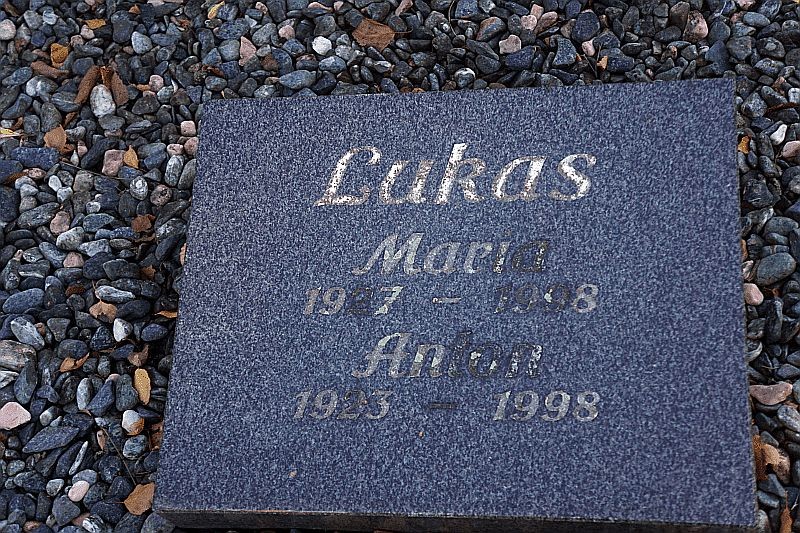 Lukas
Maria
1927 – 1998
Anton
1923 – 1998